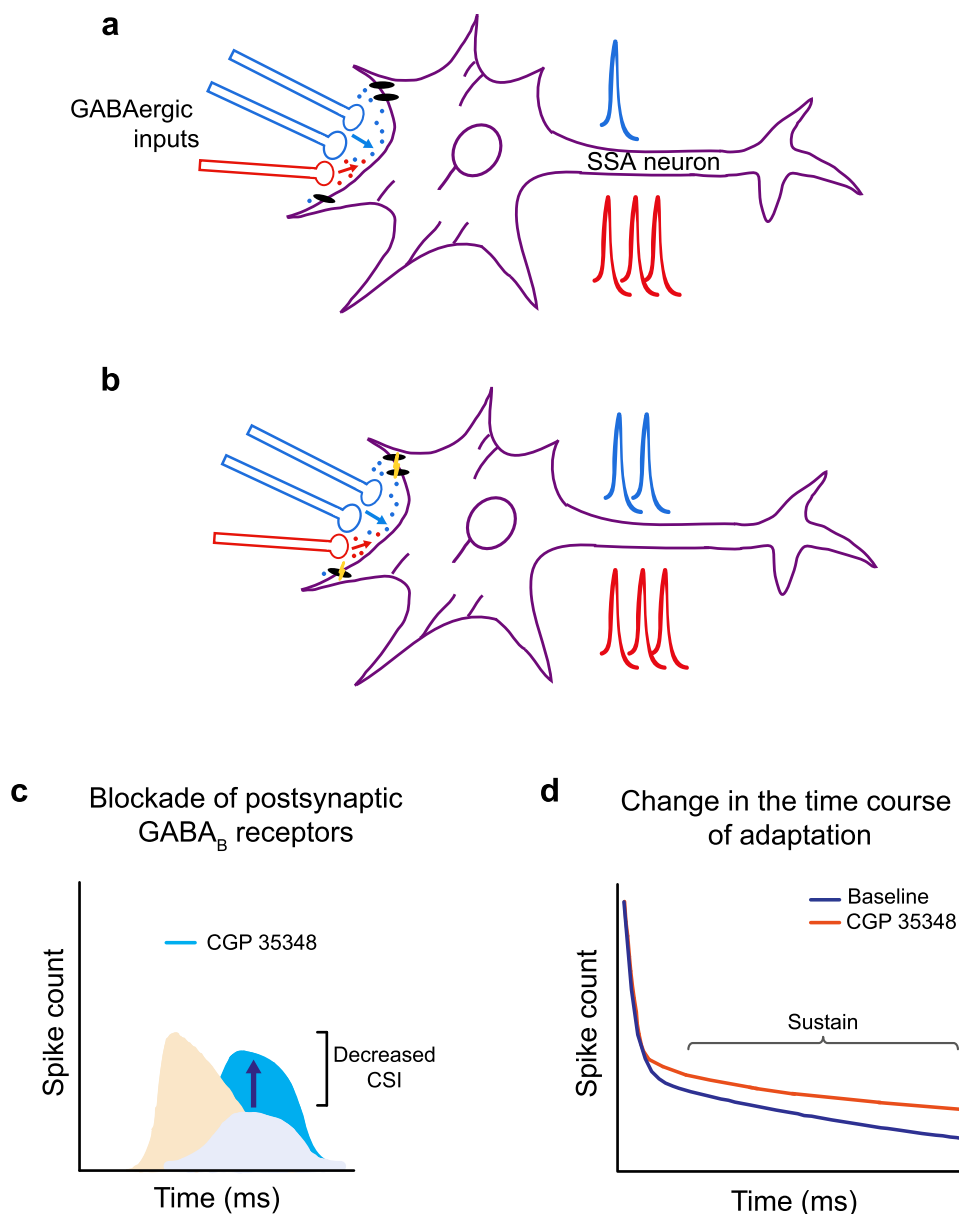 a
GABAergic
inputs
SSA neuron
b
c
Blockade of postsynaptic
GABA_B receptors
CGP 35348
Decreased
CSI
Spike count
Time (ms)
d
Change in the time course
of adaptation
Baseline
CGP 35348
Sustain
Spike count
Time (ms)